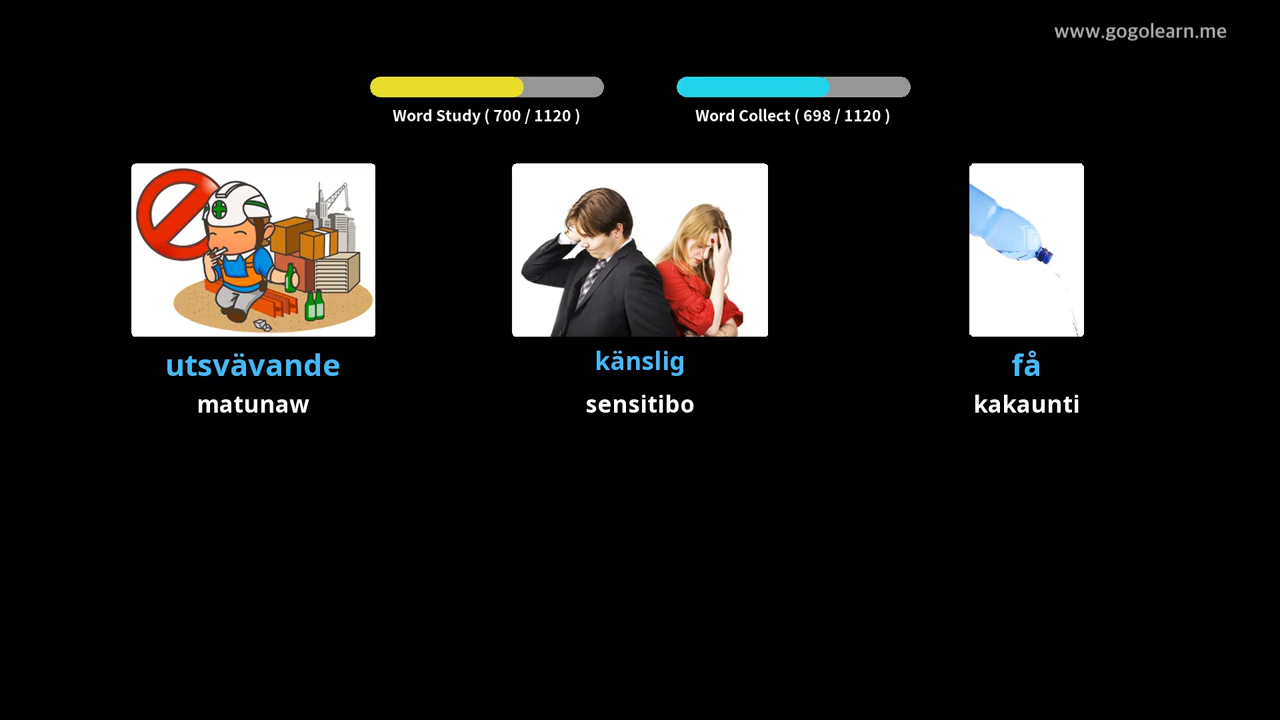 www.gogolearn.me
Word Study ( 700 / 1120 )
Word Collect ( 698 / 1120 )
utsvävande
känslig
få
matunaw
sensitibo
kakaunti